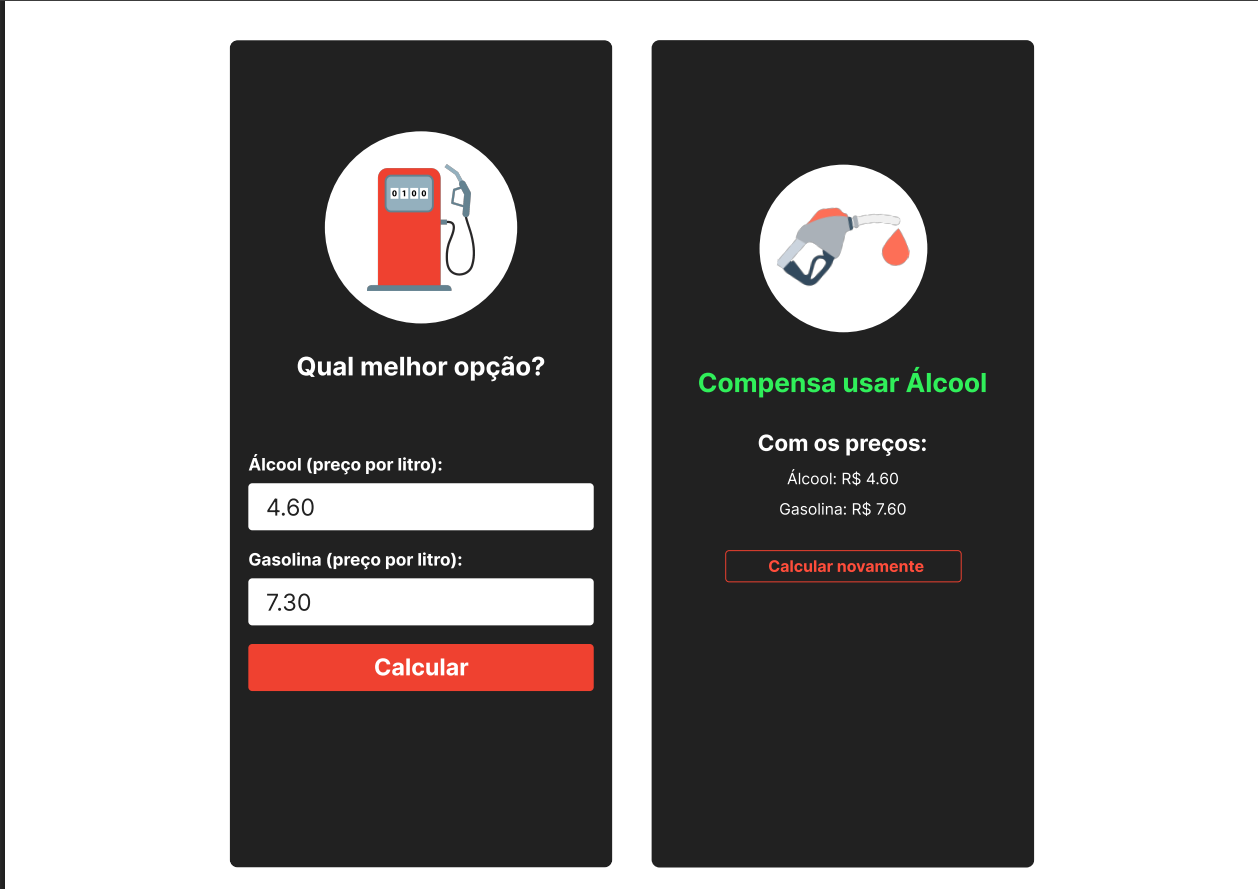 0100
Qual melhor opção?
Álcool (preço por litro):
4.60
Gasolina (preço por litro):
7.30
Calcular
Compensa usar Álcool
Com os preços:
Álcool: R$ 4.60
Gasolina: R$ 7.60
Calcular novamente